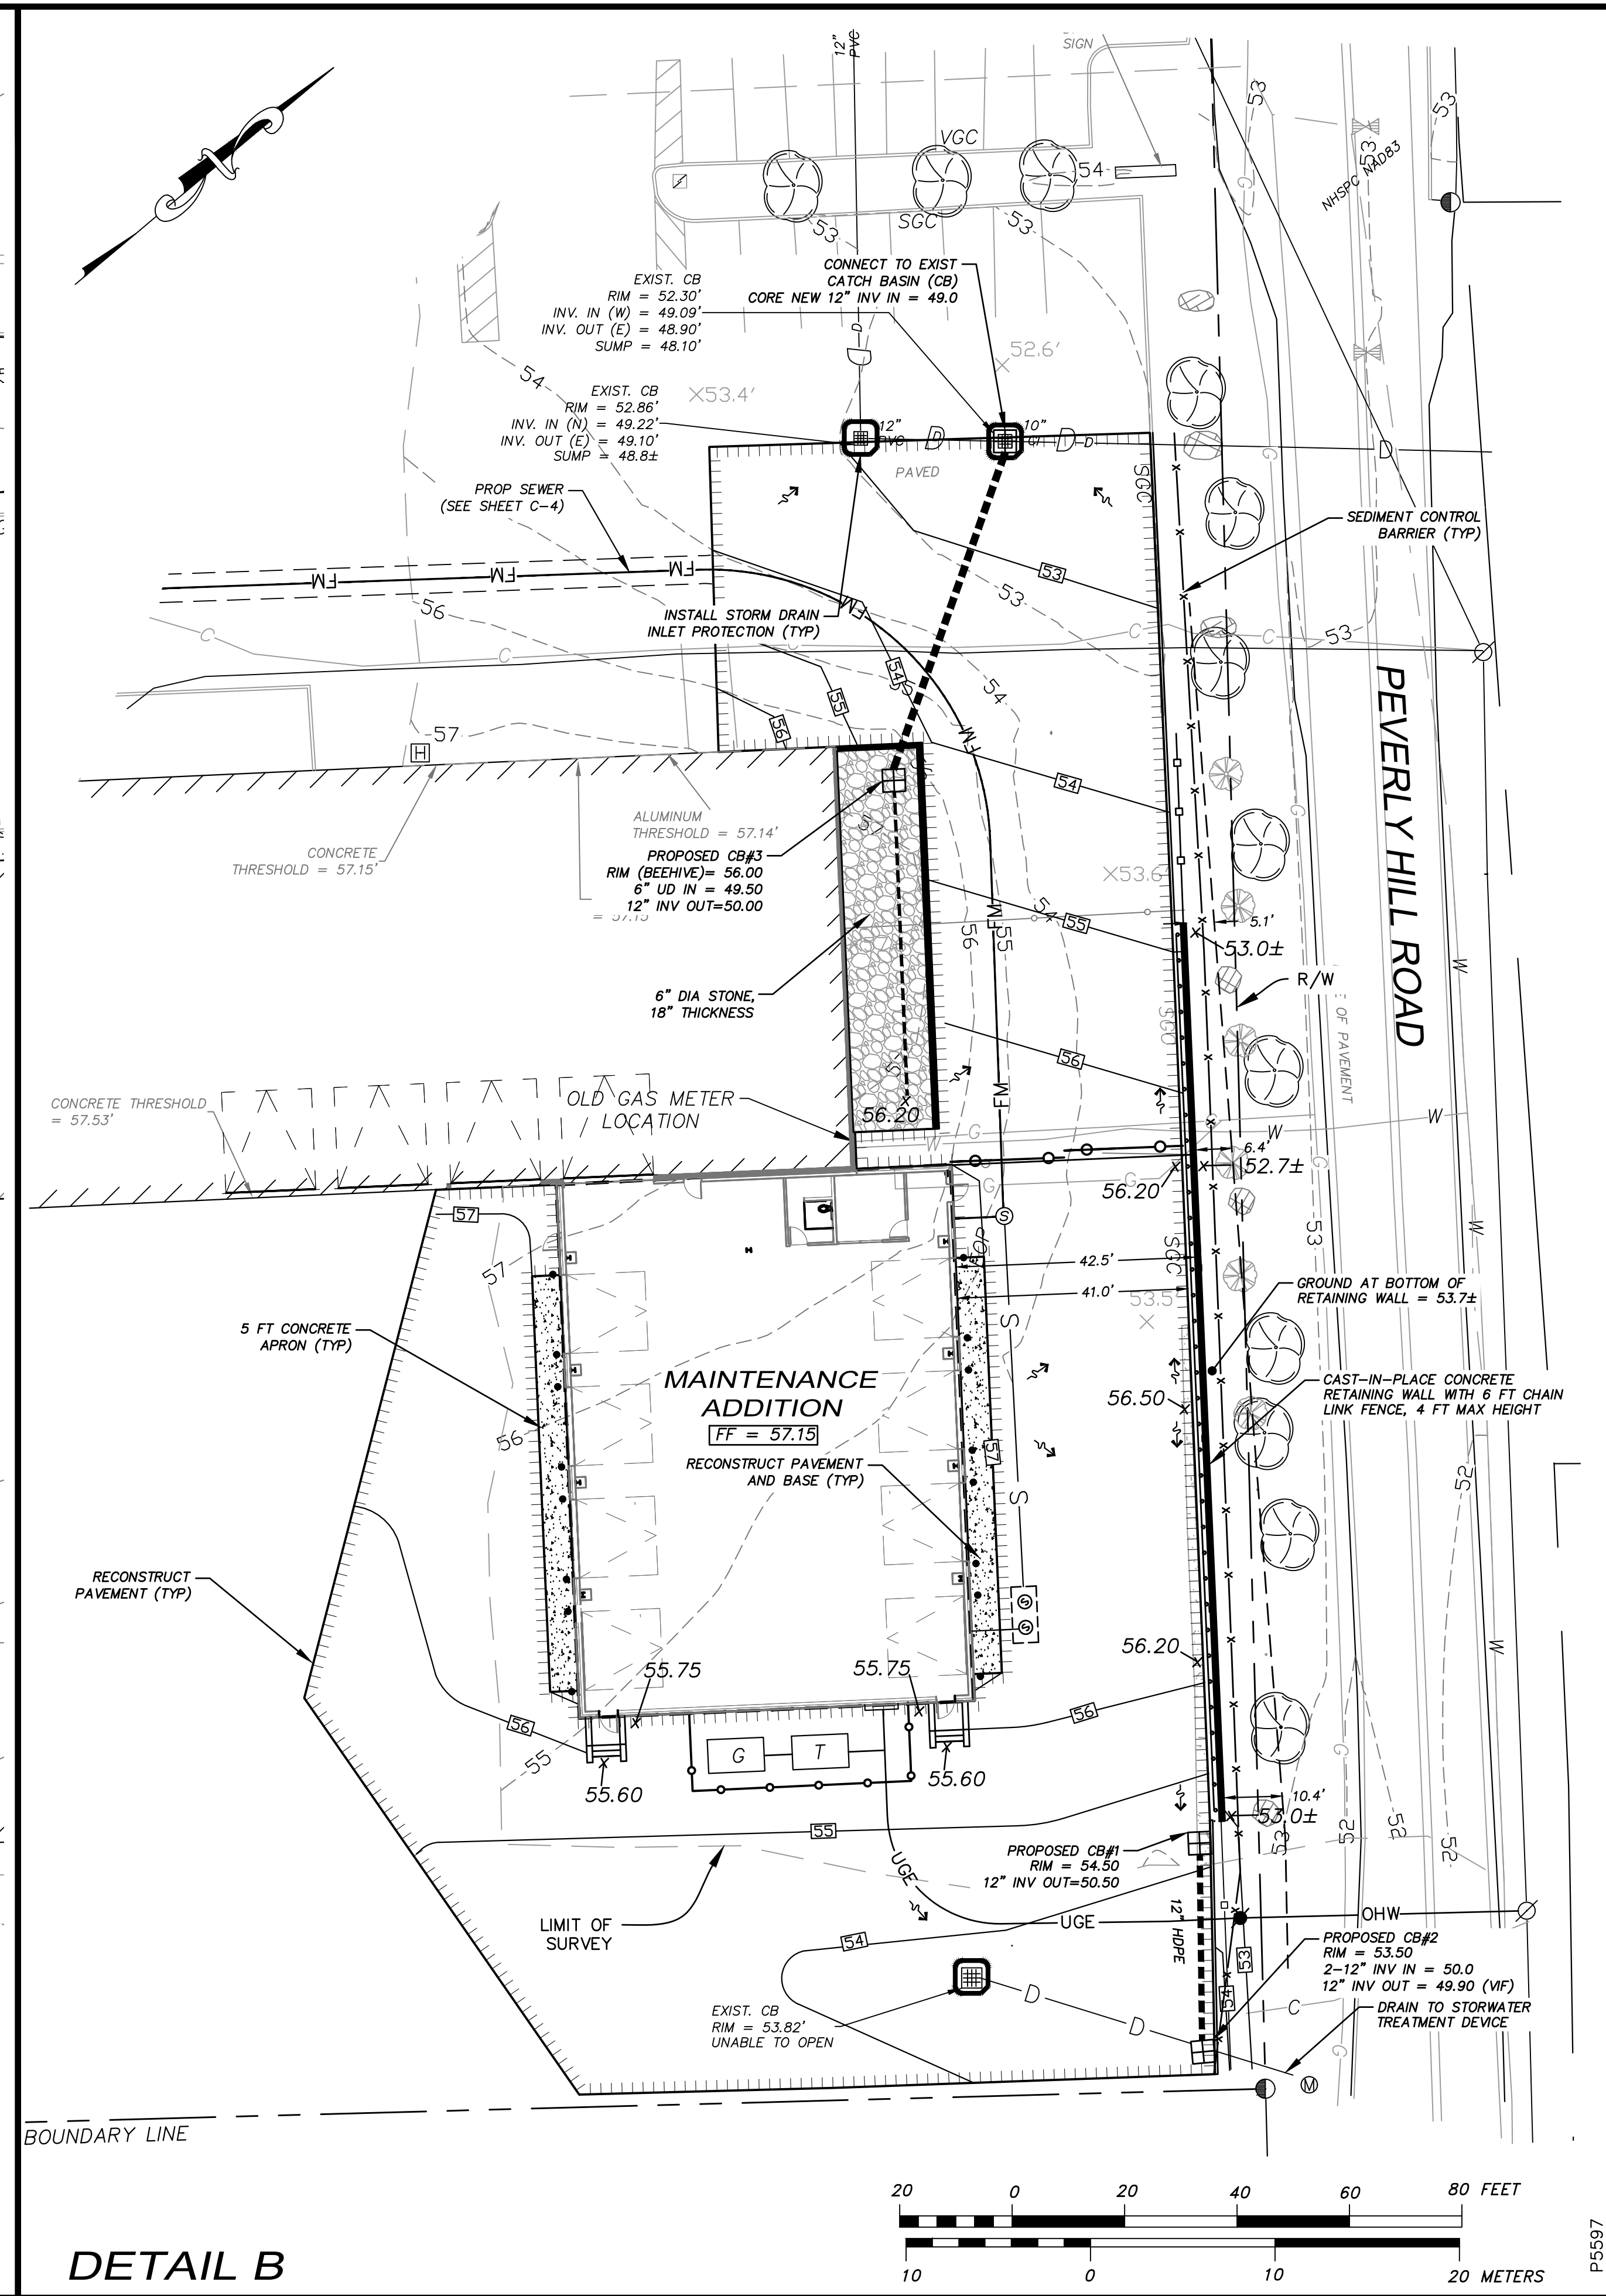 12"
PVC
SIGN
53
53
53
NHSPC NAD83
VGC
54
G
SGC
53
53
EXIST. CB
RIM = 52.30'
INV. IN (W) = 49.09'
INV. OUT (E) = 48.90'
SUMP = 48.10'
CONNECT TO EXIST
CATCH BASIN (CB)
CORE NEW 12" INV IN = 49.0
D
D
52.6'
54
53.4'
EXIST. CB
RIM = 52.86'
INV. IN (N) = 49.22'
INV. OUT (E) = 49.10'
SUMP = 48.8±
12"
PVC
D
10"
D
D
D
G
PAVED
SGC
PROP SEWER
(SEE SHEET C-4)
SEDIMENT CONTROL
BARRIER (TYP)
FM
FM
FM
FM
53
53
56
INSTALL STORM DRAIN
INLET PROTECTION (TYP)
C
C
C
C
C
53
54
55
54
56
57
H
FM
54
PEVERLY HILL ROAD
ALUMINUM
THRESHOLD = 57.14'
CONCRETE
THRESHOLD = 57.15'
PROPOSED CB#3
RIM (BEEHIVE)= 56.00
6" UD IN = 49.50
12" INV OUT=50.00
= 57.15
53.6'
G
54
55
FM
56
55
5.1'
53.0±
W
R/W
6" DIA STONE,
18" THICKNESS
SGC
OF PAVEMENT
56
FM
CONCRETE THRESHOLD
= 57.53'
OLD GAS METER
LOCATION
56.20
W
G
G
W
W
G
6.4'
52.7±
56.20
G
57
S
SGC
53
W
57
42.5'
41.0'
53.5'
GROUND AT BOTTOM OF
RETAINING WALL = 53.7±
S
5 FT CONCRETE
APRON (TYP)
MAINTENANCE
ADDITION
FF = 57.15
CAST-IN-PLACE CONCRETE
RETAINING WALL WITH 6 FT CHAIN
LINK FENCE, 4 FT MAX HEIGHT
56.50
56
57
RECONSTRUCT PAVEMENT
AND BASE (TYP)
52
S
RECONSTRUCT
PAVEMENT (TYP)
S
S
W
56.20
55.75
55.75
56
56
55
G
T
G
55.60
55.60
10.4'
53.0±
53
52
52
52
55
PROPOSED CB#1
RIM = 54.50
12" INV OUT=50.50
UGE
12" HDPE
LIMIT OF
SURVEY
UGE
OHW
54
53
54
PROPOSED CB#2
RIM = 53.50
2-12" INV IN = 50.0
12" INV OUT = 49.90 (VIF)
D
D
C
G
DRAIN TO STORWATER
TREATMENT DEVICE
EXIST. CB
RIM = 53.82'
UNABLE TO OPEN
M
BOUNDARY LINE
20 0 20 40 60 80 FEET
10 0 10 20 METERS
DETAIL B
P5597